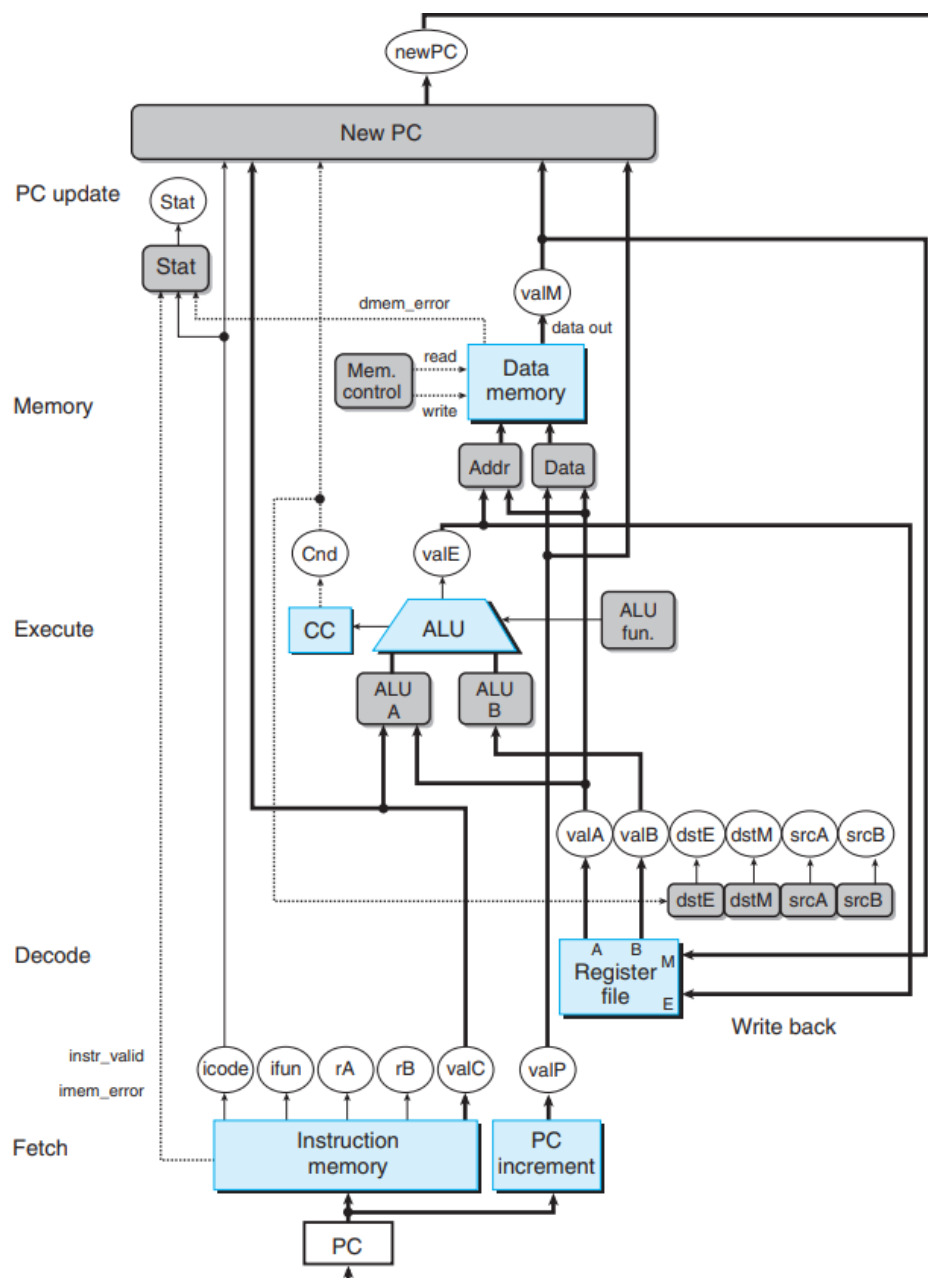 newPC
New PC
PC update
Stat
Stat
valM
dmem_error
data out
read
Mem.
control
write
Data
memory
Memory
Addr
Data
Cnd
valE
Execute
CC
ALU
ALU
fun.
ALU
A
ALU
B
valA
valB
dstE
dstM
srcA
srcB
dstE
dstM
srcA
srcB
Decode
A
B
M
Register
file
E
Write back
instr_valid
imem_error
icode
ifun
rA
rB
valC
valP
Fetch
Instruction
memory
PC
increment
PC